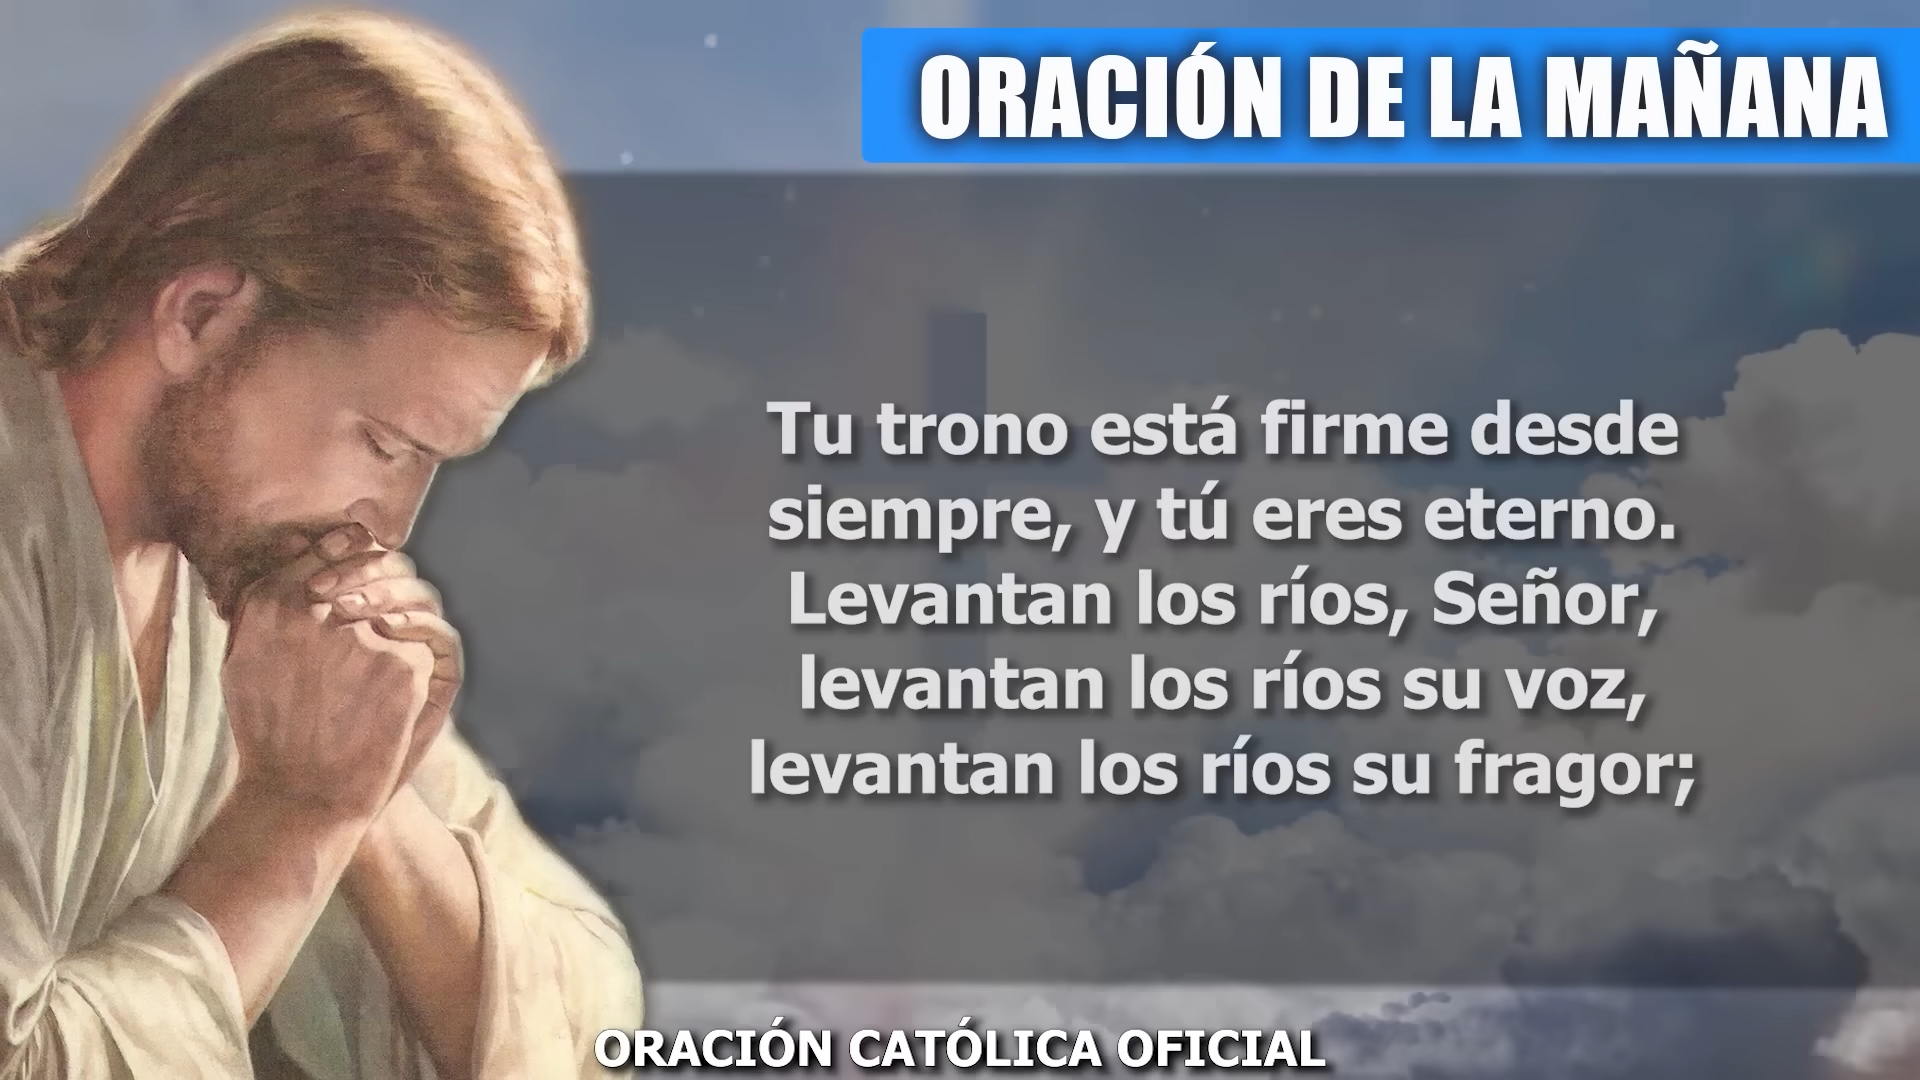 ORACIÓN DE LA MAÑANA
Tu trono está firme desde
siempre, y tú eres eterno.
Levantan los ríos, Señor,
levantan los ríos su voz,
levantan los ríos su fragor;
ORACIÓN CATÓLICA OFICIAL